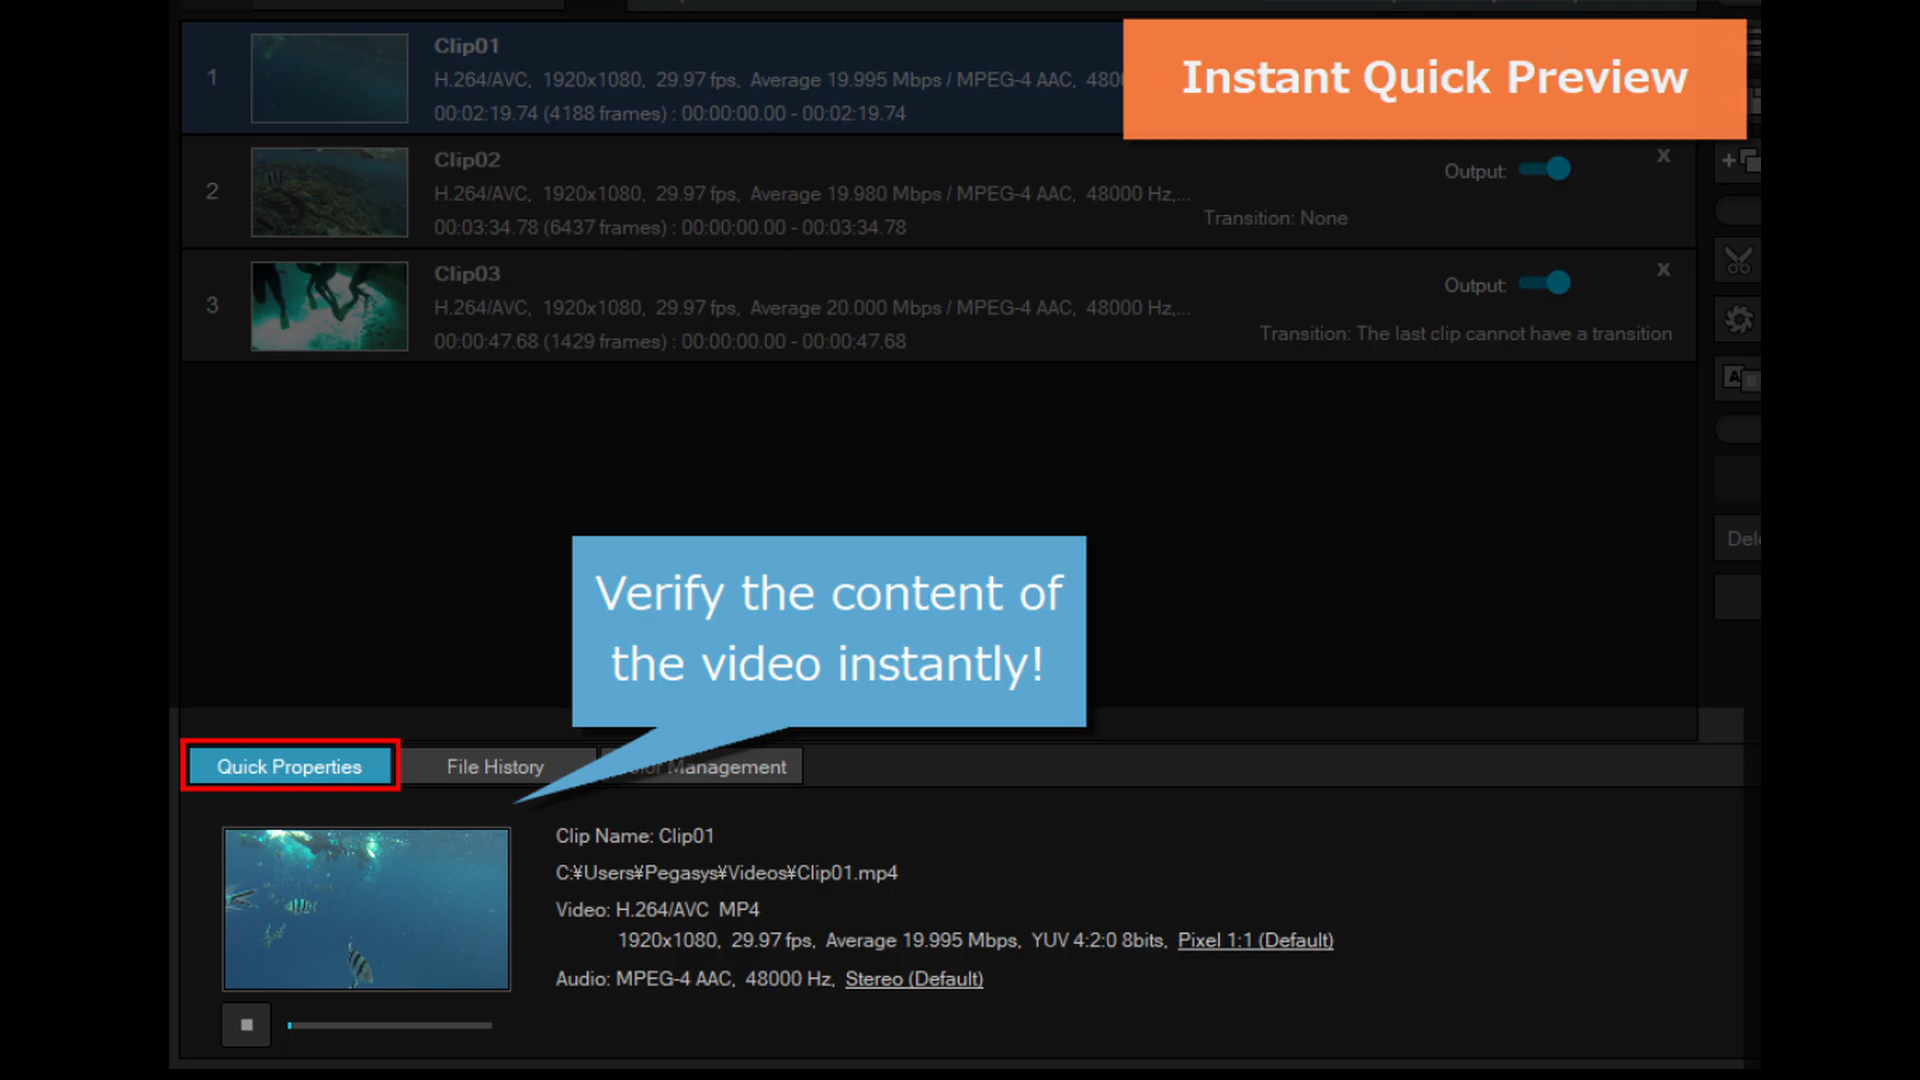 Instant Quick Preview
1
Clip01
H.264/AVC, 1920x1080, 29.97 fps, Average 19.995 Mbps / MPEG-4 AAC, 480
00:02:19.74 (4188 frames) : 00:00:00.00 - 00:02:19.74
2
Clip02
H.264/AVC, 1920x1080, 29.97 fps, Average 19.980 Mbps / MPEG-4 AAC, 48000 Hz,...
00:03:34.78 (6437 frames) : 00:00:00.00 - 00:03:34.78
Output:
X
Transition: None
3
Clip03
H.264/AVC, 1920x1080, 29.97 fps, Average 20.000 Mbps / MPEG-4 AAC, 48000 Hz,...
00:00:47.68 (1429 frames) : 00:00:00.00 - 00:00:47.68
Output:
X
Transition: The last clip cannot have a transition
A
Verify the content of
the video instantly!
Quick Properties
File History
Management
Clip Name: Clip01
C:¥Users¥Pegasys¥Videos¥Clip01.mp4
Video: H.264/AVC MP4
1920x1080, 29.97 fps, Average 19.995 Mbps, YUV 4:2:0 8bits, Pixel 1:1 (Default)
Audio: MPEG-4 AAC, 48000 Hz, Stereo (Default)